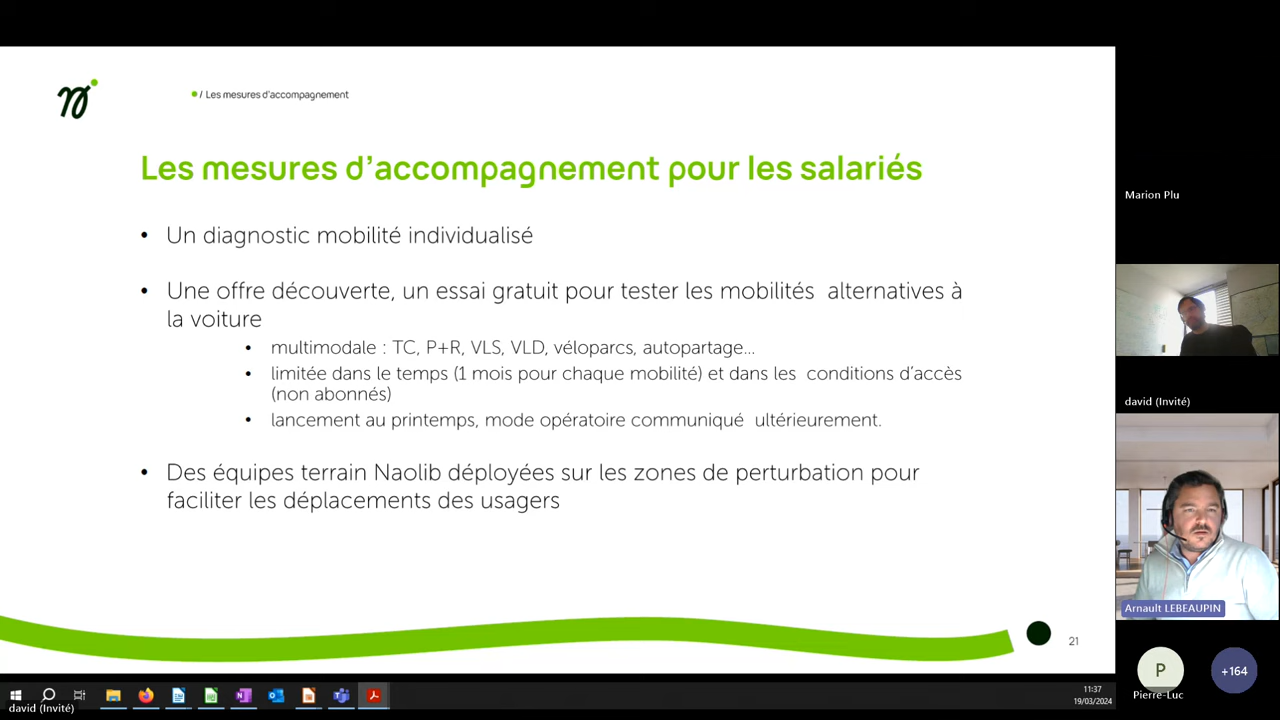 / Les mesures d'accompagnement
Les mesures d'accompagnement pour les salariés
• Un diagnostic mobilité individualisé
• Une offre découverte, un essai gratuit pour tester les mobilités alternatives à
la voiture
• multimodale : TC, P+R, VLS, VLD, véloparcs, autopartage…
• limitée dans le temps (1 mois pour chaque mobilité) et dans les conditions d'accès
(non abonnés)
• lancement au printemps, mode opératoire communiqué ultérieurement.
• Des équipes terrain Naolib déployées sur les zones de perturbation pour
faciliter les déplacements des usagers
21
Marion Plu
david (Invité)
Arnault LEBEAUPIN
P
Pierre-Luc
+164
11:37
19/03/2024
david (Invité)